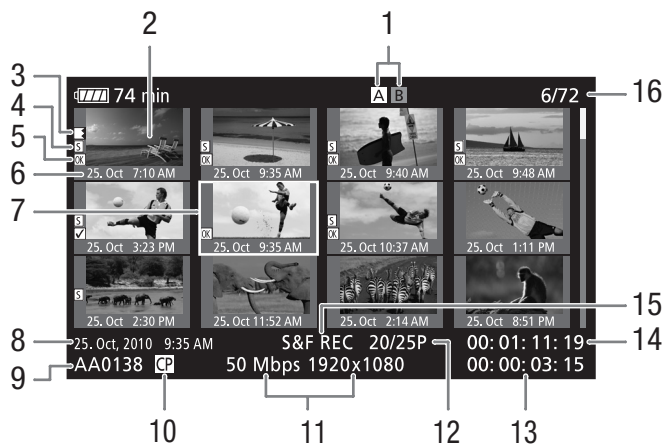 1
2
3
4
5
6
7
8
9
10
11
12
13
14
15
16
74 min
A B
6/72
S
OK
25. Oct 7:10 AM
25. Oct 9:35 AM
S
OK
25. Oct 9:40 AM
S
OK
25. Oct 9:48 AM
S
25. Oct 3:23 PM
OK
25. Oct 9:35 AM
S
OK
25. Oct 10:37 AM
25. Oct 1:11 PM
S
25. Oct 2:30 PM
25. Oct 11:52 AM
25. Oct 2:14 AM
25. Oct 8:51 PM
25. Oct, 2010 9:35 AM
S&F REC 20/25P
00: 01: 11: 19
AA0138 CP
50 Mbps 1920x1080
00: 00: 03: 15